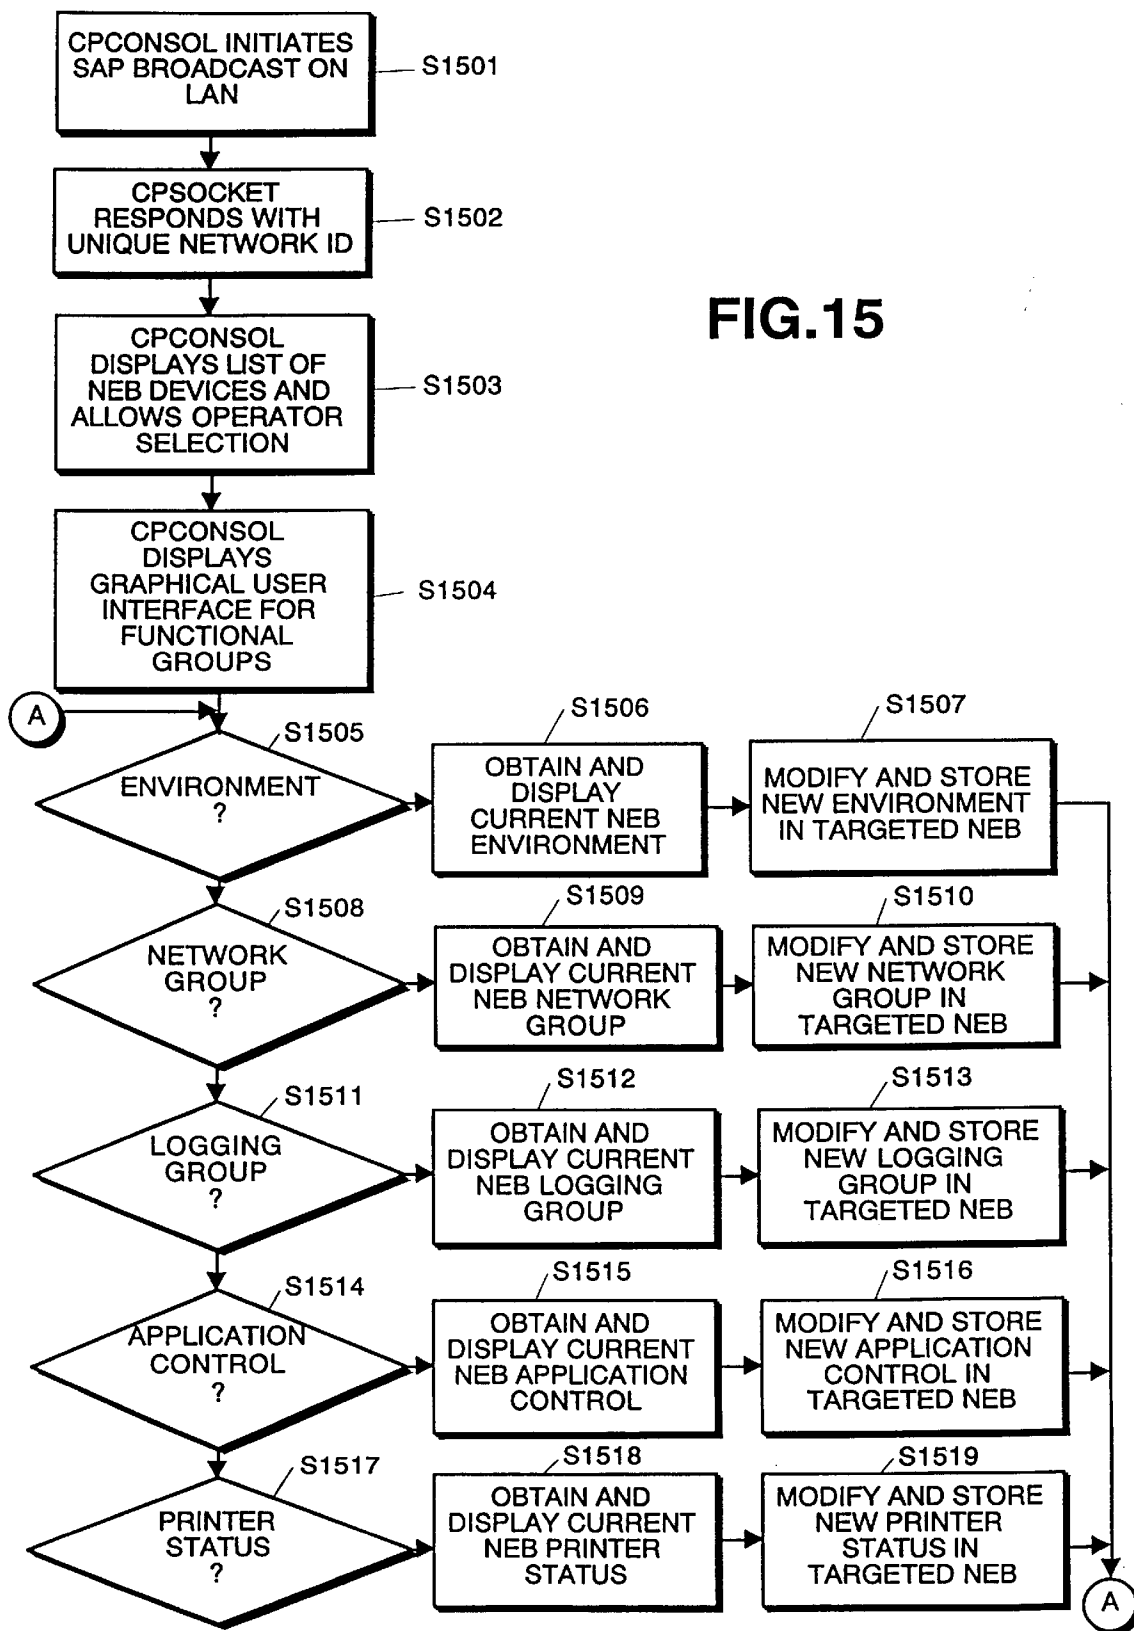 CPCONSOL INITIATES
SAP BROADCAST ON
LAN
S1501
CPSOCKET
RESPONDS WITH
UNIQUE NETWORK ID
S1502
FIG.15
CPCONSOL
DISPLAYS LIST OF
NEB DEVICES AND
ALLOWS OPERATOR
SELECTION
S1503
CPCONSOL
DISPLAYS
GRAPHICAL USER
INTERFACE FOR
FUNCTIONAL
GROUPS
S1504
A
S1505
ENVIRONMENT
?
S1506
OBTAIN AND
DISPLAY
CURRENT NEB
ENVIRONMENT
S1507
MODIFY AND STORE
NEW ENVIRONMENT
IN TARGETED NEB
S1508
NETWORK
GROUP
?
S1509
OBTAIN AND
DISPLAY CURRENT
NEB NETWORK
GROUP
S1510
MODIFY AND STORE
NEW NETWORK
GROUP IN
TARGETED NEB
S1511
LOGGING
GROUP
?
S1512
OBTAIN AND
DISPLAY CURRENT
NEB LOGGING
GROUP
S1513
MODIFY AND STORE
NEW LOGGING
GROUP IN
TARGETED NEB
S1514
APPLICATION
CONTROL
?
S1515
OBTAIN AND
DISPLAY CURRENT
NEB APPLICATION
CONTROL
S1516
MODIFY AND STORE
NEW APPLICATION
CONTROL IN
TARGETED NEB
S1517
PRINTER
STATUS
?
S1518
OBTAIN AND
DISPLAY CURRENT
NEB PRINTER
STATUS
S1519
MODIFY AND STORE
NEW PRINTER
STATUS IN
TARGETED NEB
A